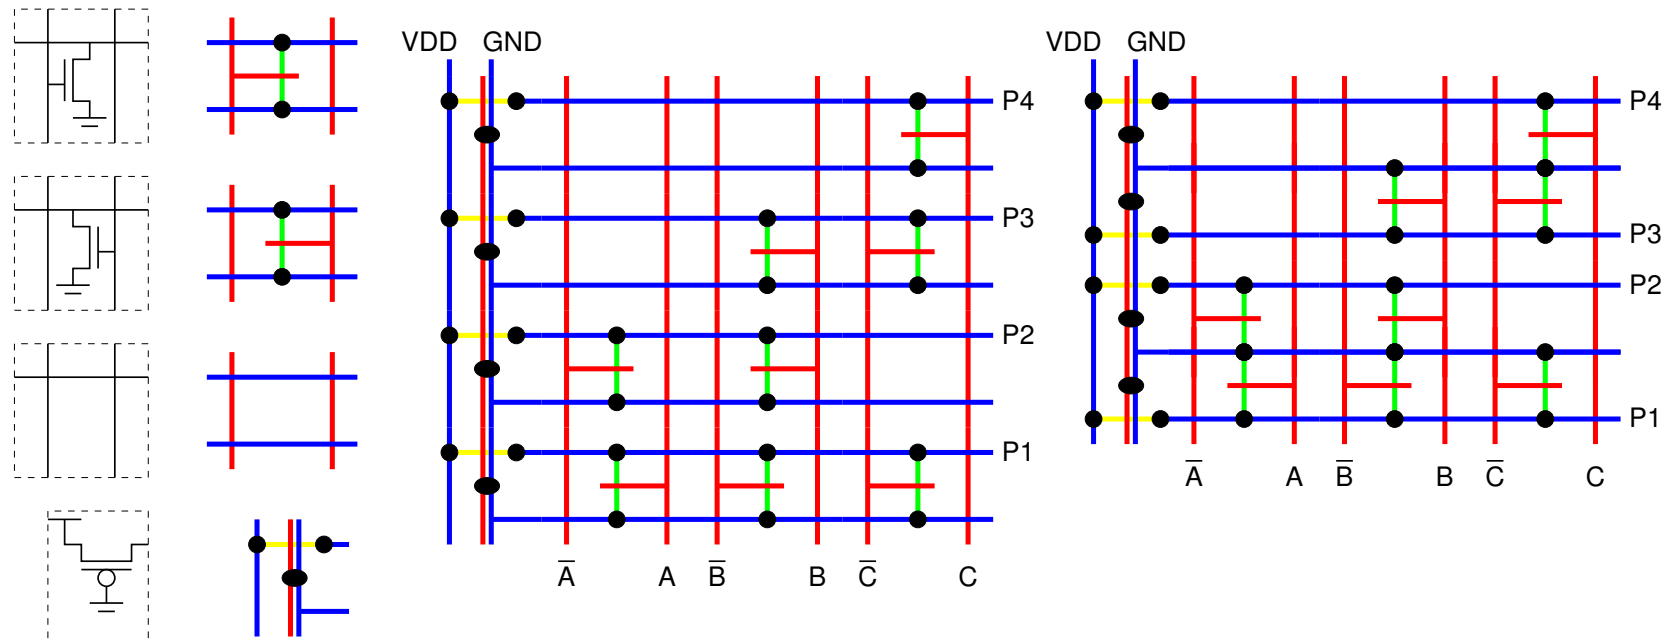 VDD GND
P4
P3
P2
P1
A̅ A B̅ B C̅ C
VDD GND
P4
P3
P2
P1
A̅ A B̅ B C̅ C